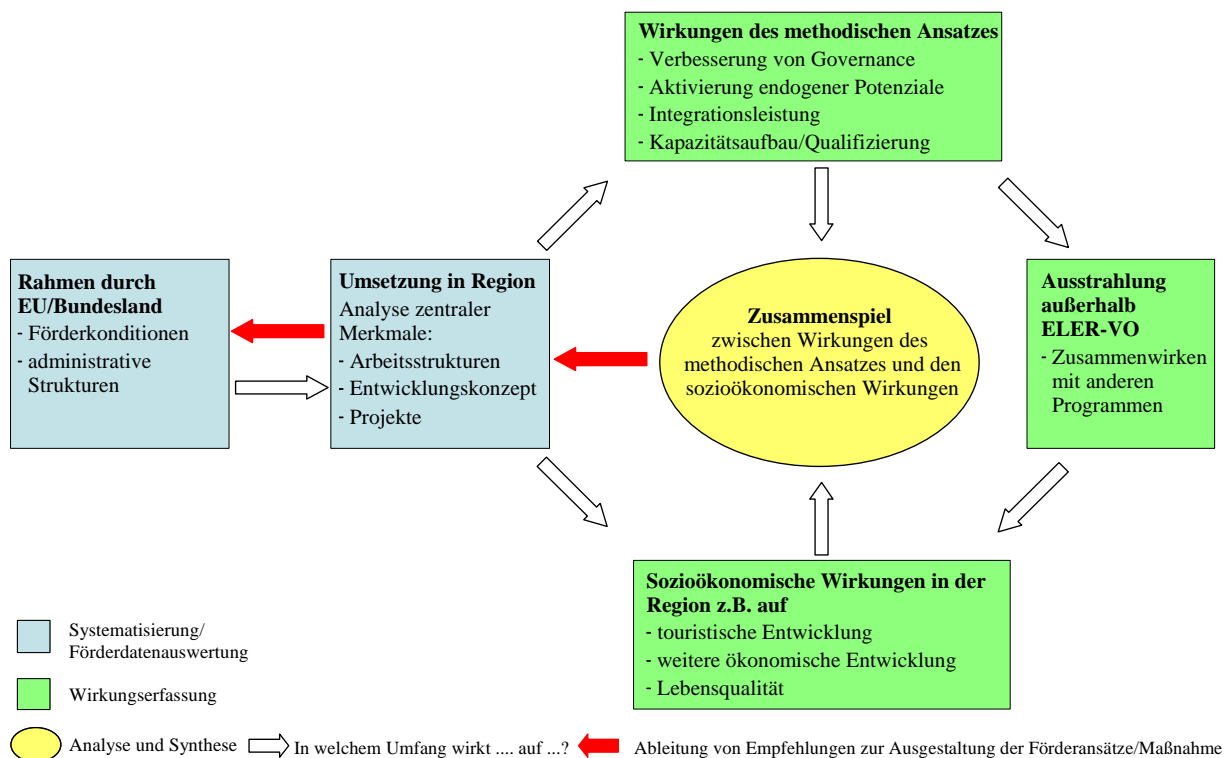 Wirkungen des methodischen Ansatzes
- Verbesserung von Governance
- Aktivierung endogener Potenziale
- Integrationsleistung
- Kapazitätsaufbau/Qualifizierung
Rahmen durch
EU/Bundesland
- Förderkonditionen
- administrative
Strukturen
Umsetzung in Region
Analyse zentraler
Merkmale:
- Arbeitsstrukturen
- Entwicklungskonzept
- Projekte
Zusammenspiel
zwischen Wirkungen des
methodischen Ansatzes und den
sozioökonomischen Wirkungen
Ausstrahlung
außerhalb
ELER-VO
- Zusammenwirken
mit anderen
Programmen
Sozioökonomische Wirkungen in der
Region z.B. auf
- touristische Entwicklung
- weitere ökonomische Entwicklung
- Lebensqualität
Systematisierung/
Förderdatenauswertung
Wirkungserfassung
Analyse und Synthese
In welchem Umfang wirkt .... auf ...?
Ableitung von Empfehlungen zur Ausgestaltung der Förderansätze/Maßnahme